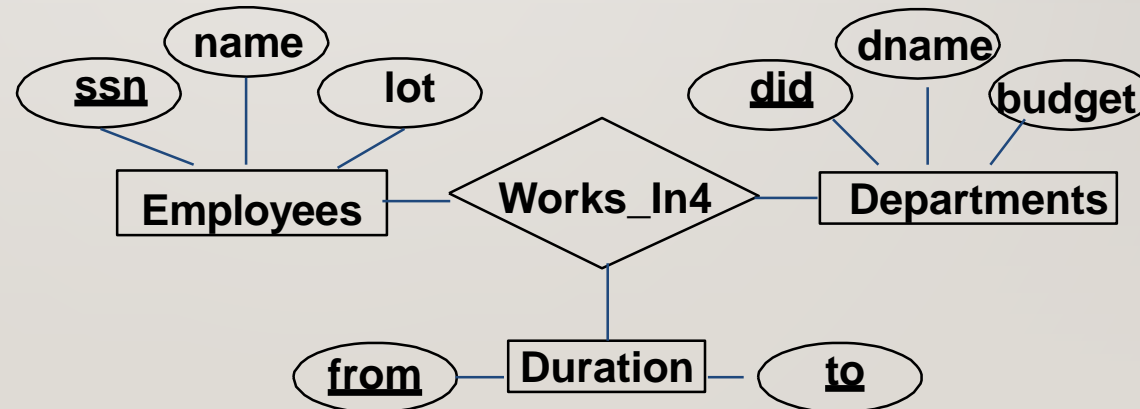 name
ssn
lot
dname
did
budget
Employees
Works_In4
Departments
from
Duration
to